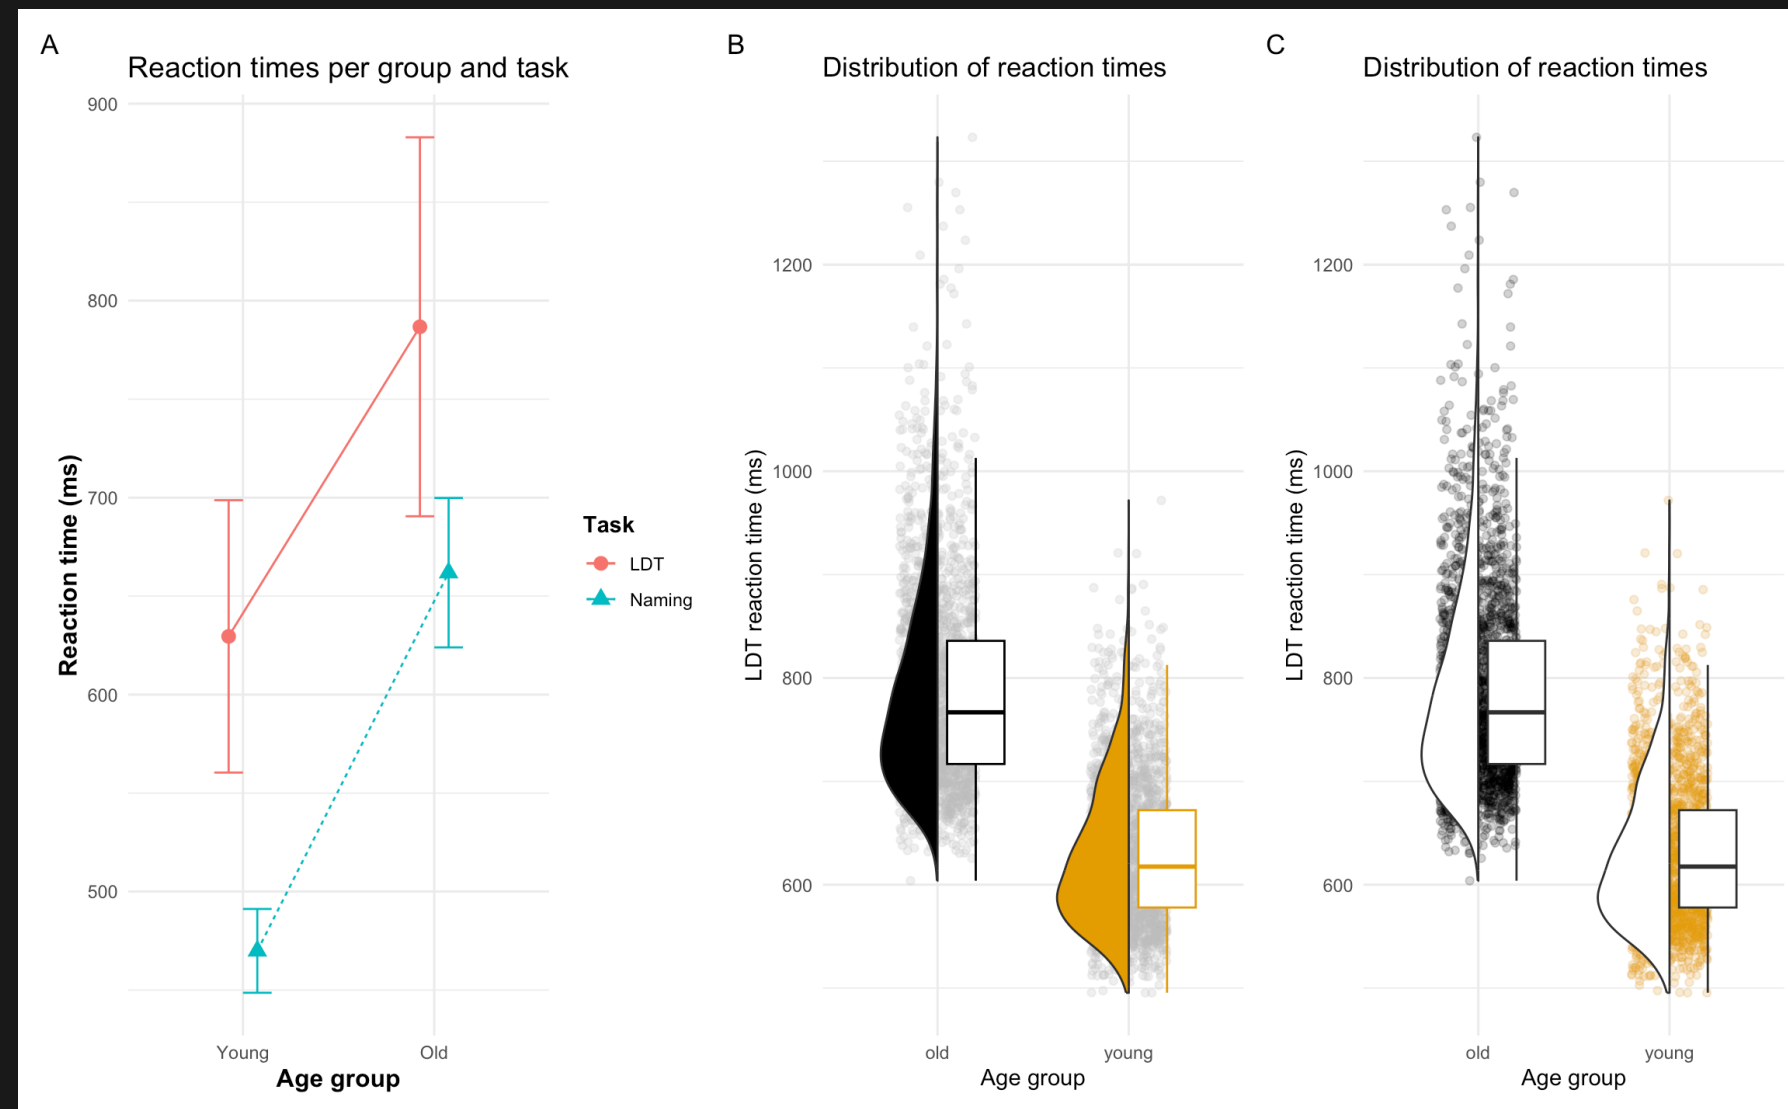 A
Reaction times per group and task
900
800
700
600
500
Reaction time (ms)
Young
Old
Age group
Task
LDT
Naming
B
Distribution of reaction times
1200
1000
800
600
LDT reaction time (ms)
old
young
Age group
C
Distribution of reaction times
1200
1000
800
600
LDT reaction time (ms)
old
young
Age group